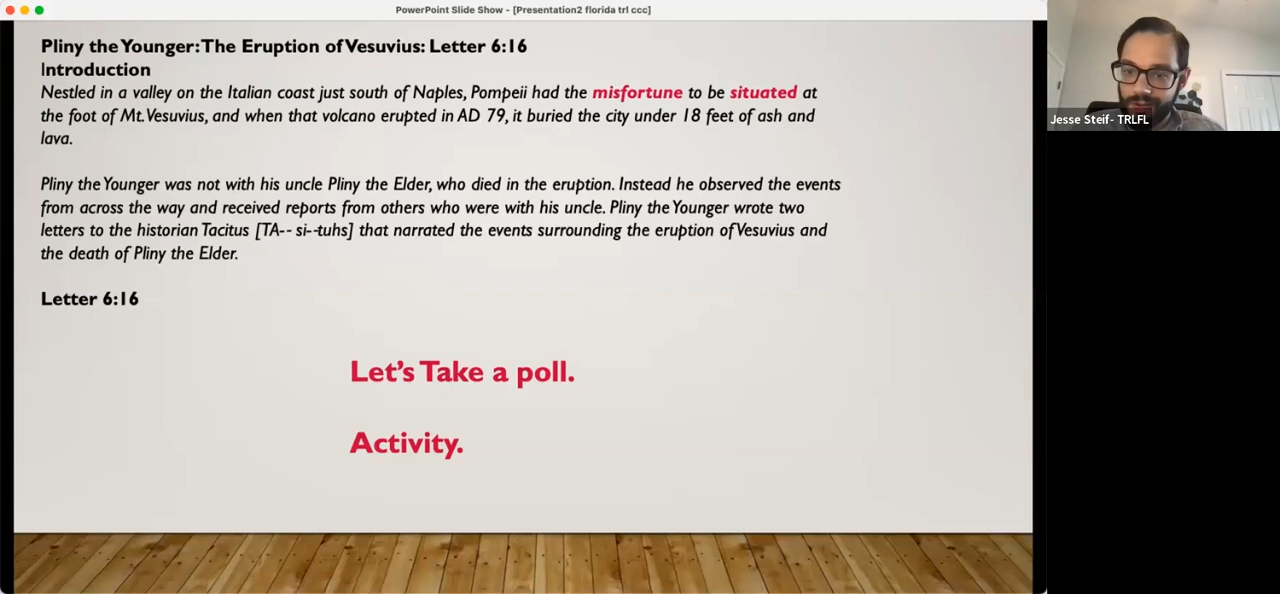 PowerPoint Slide Show - [Presentation2 florida trl ccc]
Pliny the Younger: The Eruption of Vesuvius: Letter 6:16
Introduction
Nestled in a valley on the Italian coast just south of Naples, Pompeii had the misfortune to be situated at
the foot of Mt. Vesuvius, and when that volcano erupted in AD 79, it buried the city under 18 feet of ash and
lava.
Pliny the Younger was not with his uncle Pliny the Elder, who died in the eruption. Instead he observed the events
from across the way and received reports from others who were with his uncle. Pliny the Younger wrote two
letters to the historian Tacitus [TA-- si--tuhs] that narrated the events surrounding the eruption of Vesuvius and
the death of Pliny the Elder.
Letter 6:16
Let's Take a poll.
Activity.
Jesse Steif- TRLFL